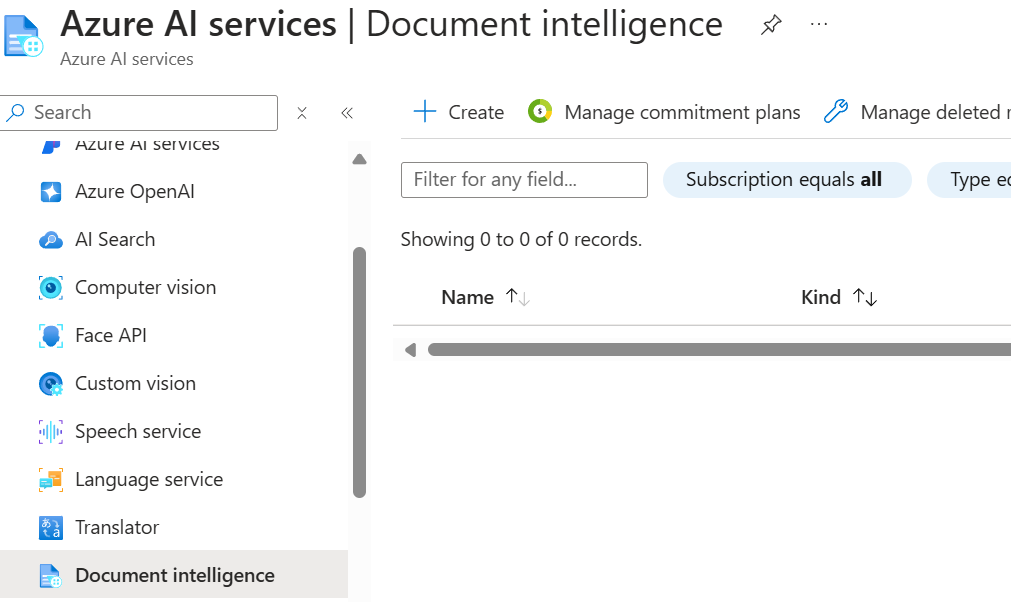 Azure AI services | Document intelligence
Azure AI services
Search
Azure AI services
Azure OpenAI
AI Search
Computer vision
Face API
Custom vision
Speech service
Language service
Translator
Document intelligence
Create
Manage commitment plans
Manage deleted
Filter for any field...
Subscription equals all
Type
Showing 0 to 0 of 0 records.
Name
Kind